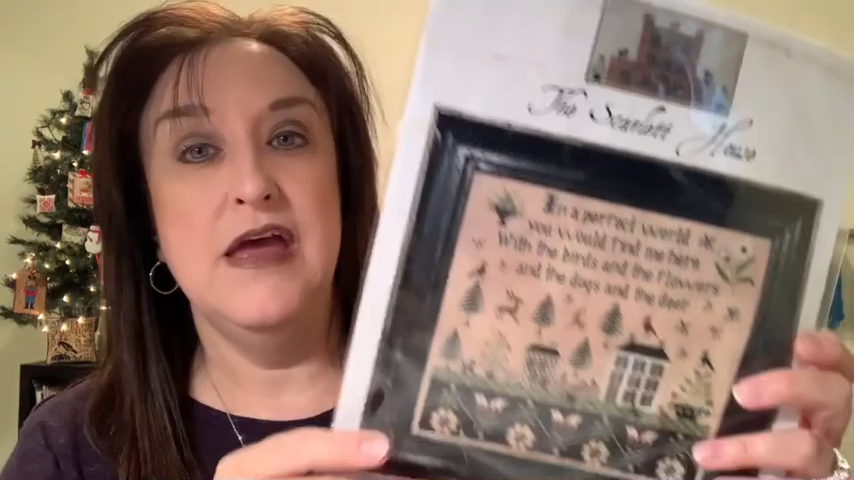 The Scarlett House
In a perfect world
you would find me here
With the birds and the flowers
and the dogs and the deer